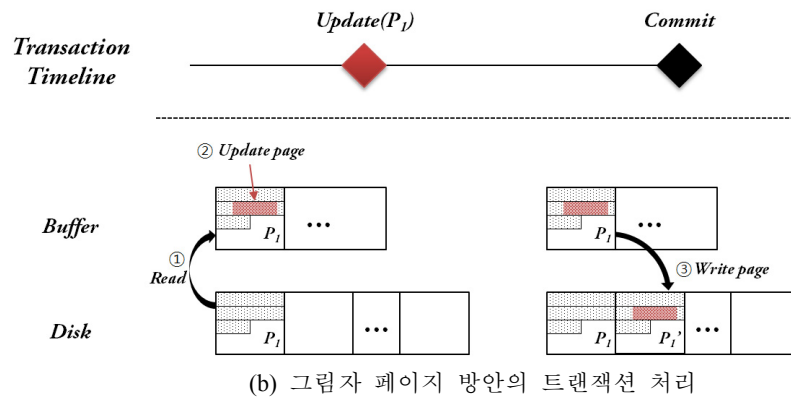 Update(P1)
Commit
Transaction
Timeline
② Update page
Buffer
P1
...
P1
...
①
Read
③ Write page
Disk
P1
...
P1
P1'
...
(b) 그림자 페이지 방안의 트랜잭션 처리